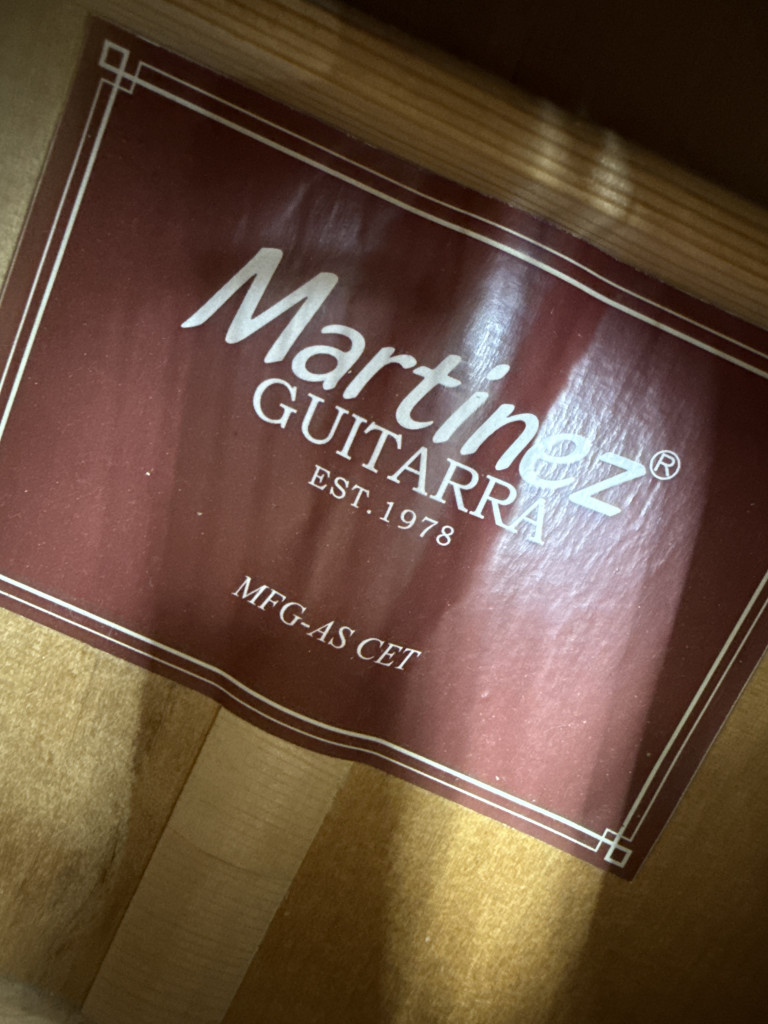 Martinez®
GUITARRA
EST.1978
MFG-AS CET